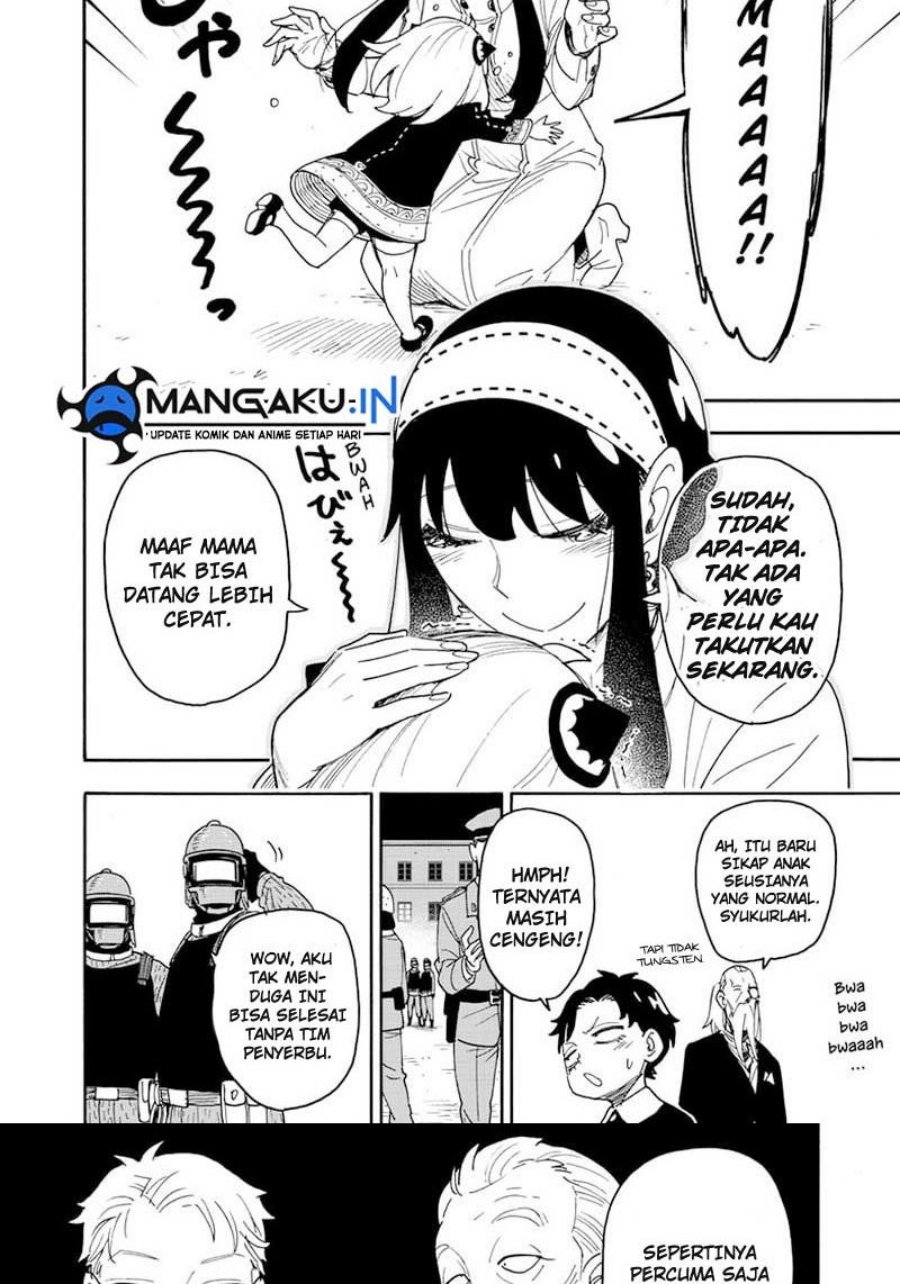 MAAAAAA!!
じゃ〜〜〜〜っ
MANGAKU.IN
UPDATE KOMIK DAN ANIME SETIAP HARI
BWAH
はびぇ〜〜〜
SUDAH,
TIDAK
APA-APA.
TAK ADA
YANG
PERLU KAU
TAKUTKAN
SEKARANG.
MAAF MAMA
TAK BISA
DATANG LEBIH
CEPAT.
AH, ITU BARU
SIKAP ANAK
SEUSIANYA
YANG NORMAL.
SYUKURLAH.
TAPI TIDAK
TUNGSTEN.
Bwa
bwa
bwa
bwaaah
...
HMPH!
TERNYATA
MASIH
CENGENG!
WOW, AKU
TAK MEN-
DUGA INI
BISA SELESAI
TANPA TIM
PENYERBU.
SEPERTINYA
PERCUMA SAJA